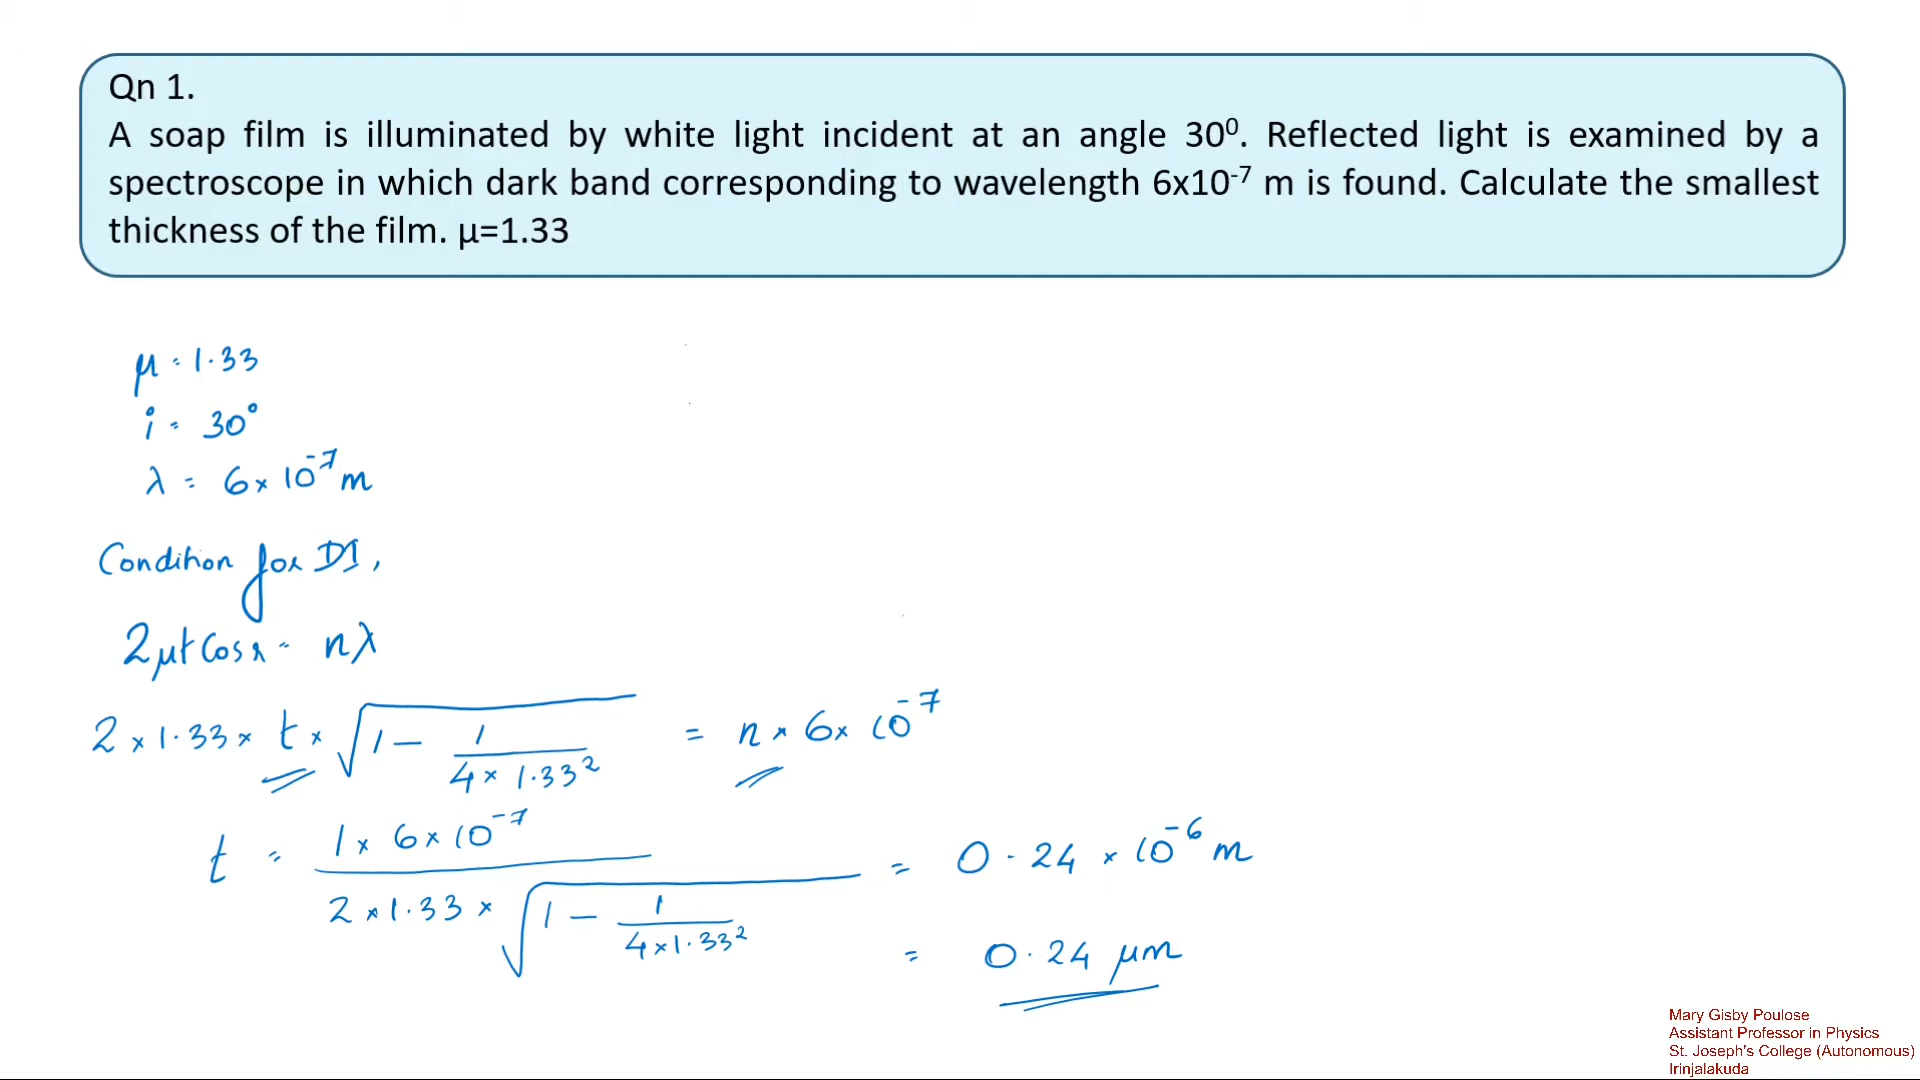 Qn 1.
A soap film is illuminated by white light incident at an angle 30⁰. Reflected light is examined by a
spectroscope in which dark band corresponding to wavelength 6x10⁻⁷ m is found. Calculate the smallest
thickness of the film. μ=1.33
μ = 1.33
i = 30°
λ = 6 × 10⁻⁷ m
Condition for DI,
2μt Cos r = nλ
2 × 1.33 × t × √(1 − 1/(4 × 1.33²)) = n × 6 × 10⁻⁷
t = (1 × 6 × 10⁻⁷)/(2 × 1.33 × √(1 − 1/(4 × 1.33²))) = 0.24 × 10⁻⁶ m
= 0.24 μm
Mary Gisby Poulose
Assistant Professor in Physics
St. Joseph's College (Autonomous)
Irinjalakuda